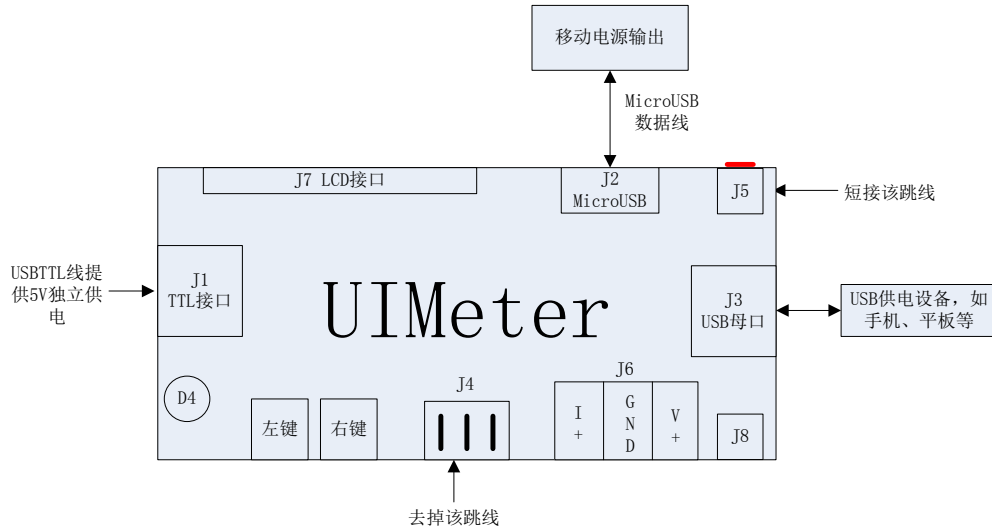 移动电源输出
MicroUSB
数据线
J7 LCD接口
J2
MicroUSB
J5
短接该跳线
USBTTL线提
供5V独立供
电
J1
TTL接口
UIMeter
J3
USB母口
USB供电设备，如
手机、平板等
D4
左键
右键
J4
J6
I+
GND
V+
J8
去掉该跳线